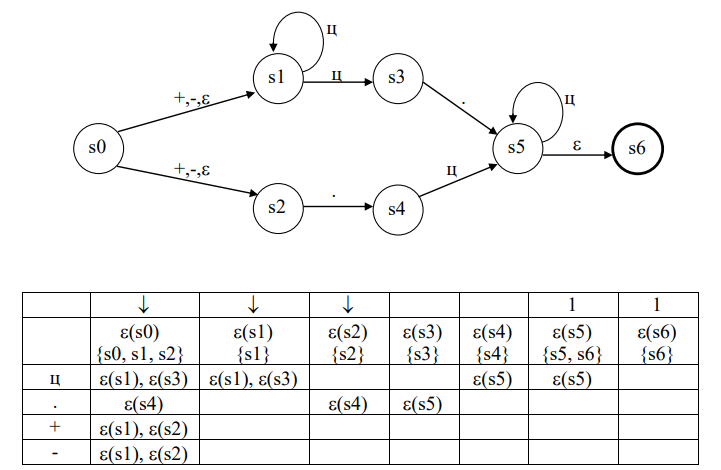 ц
s1
ц
s3
+,-,ε
.
ц
s0
s5
ε
s6
+,-,ε
ц
s2
.
s4
↓ ↓ ↓ 1 1
ε(s0) ε(s1) ε(s2) ε(s3) ε(s4) ε(s5) ε(s6)
{s0, s1, s2} {s1} {s2} {s3} {s4} {s5, s6} {s6}
ц ε(s1), ε(s3) ε(s1), ε(s3) ε(s5) ε(s5)
. ε(s4) ε(s4) ε(s5)
+ ε(s1), ε(s2)
- ε(s1), ε(s2)